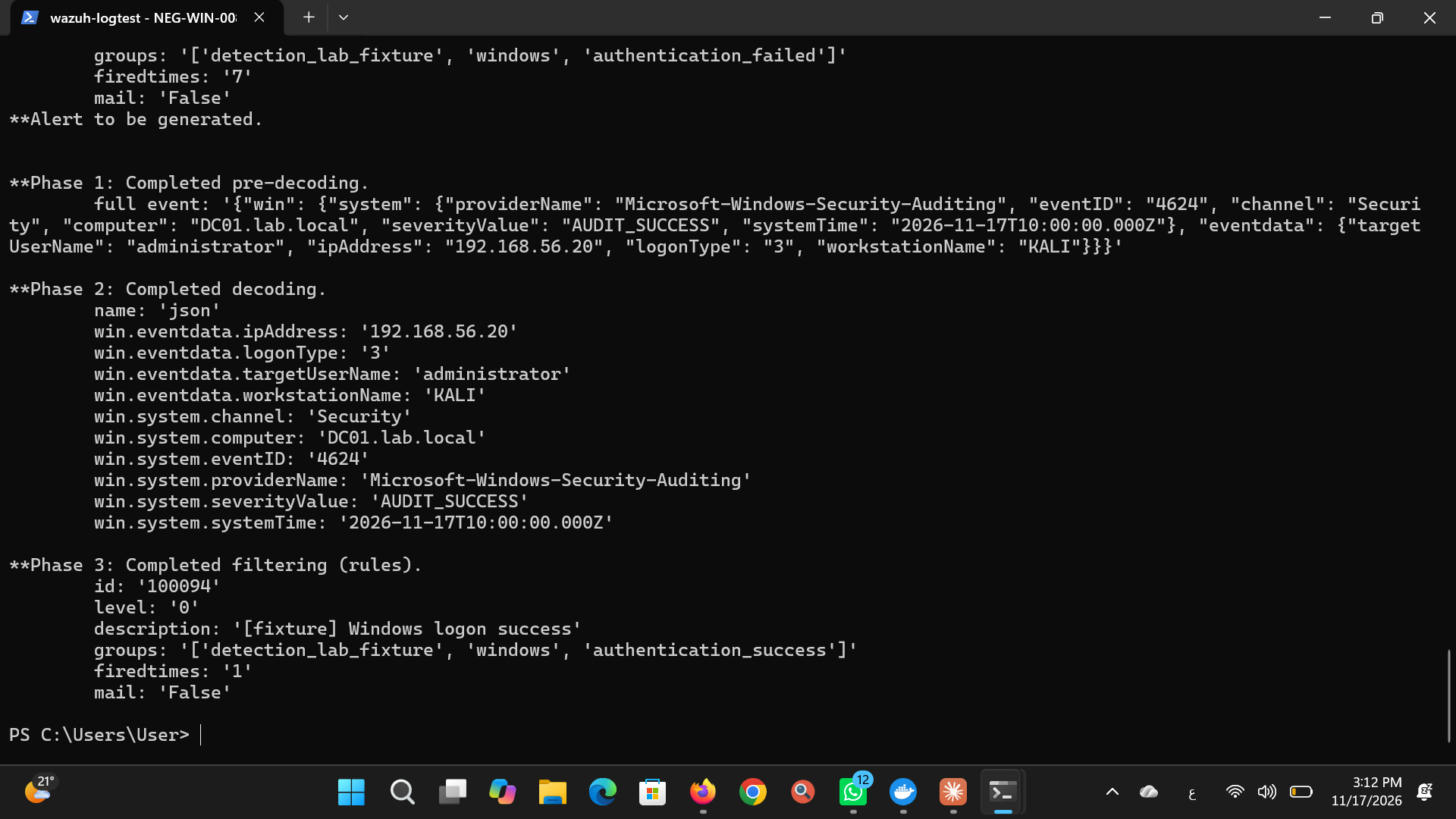 wazuh-logtest - NEG-WIN-00
        groups: '['detection_lab_fixture', 'windows', 'authentication_failed']'
        firedtimes: '7'
        mail: 'False'
**Alert to be generated.
**Phase 1: Completed pre-decoding.
        full event: '{"win": {"system": {"providerName": "Microsoft-Windows-Security-Auditing", "eventID": "4624", "channel": "Securi
ty", "computer": "DC01.lab.local", "severityValue": "AUDIT_SUCCESS", "systemTime": "2026-11-17T10:00:00.000Z"}, "eventdata": {"target
UserName": "administrator", "ipAddress": "192.168.56.20", "logonType": "3", "workstationName": "KALI"}}}'
**Phase 2: Completed decoding.
        name: 'json'
        win.eventdata.ipAddress: '192.168.56.20'
        win.eventdata.logonType: '3'
        win.eventdata.targetUserName: 'administrator'
        win.eventdata.workstationName: 'KALI'
        win.system.channel: 'Security'
        win.system.computer: 'DC01.lab.local'
        win.system.eventID: '4624'
        win.system.providerName: 'Microsoft-Windows-Security-Auditing'
        win.system.severityValue: 'AUDIT_SUCCESS'
        win.system.systemTime: '2026-11-17T10:00:00.000Z'
**Phase 3: Completed filtering (rules).
        id: '100094'
        level: '0'
        description: '[fixture] Windows logon success'
        groups: '['detection_lab_fixture', 'windows', 'authentication_success']'
        firedtimes: '1'
        mail: 'False'
PS C:\Users\User>
21°
12
ع
3:12 PM
11/17/2026